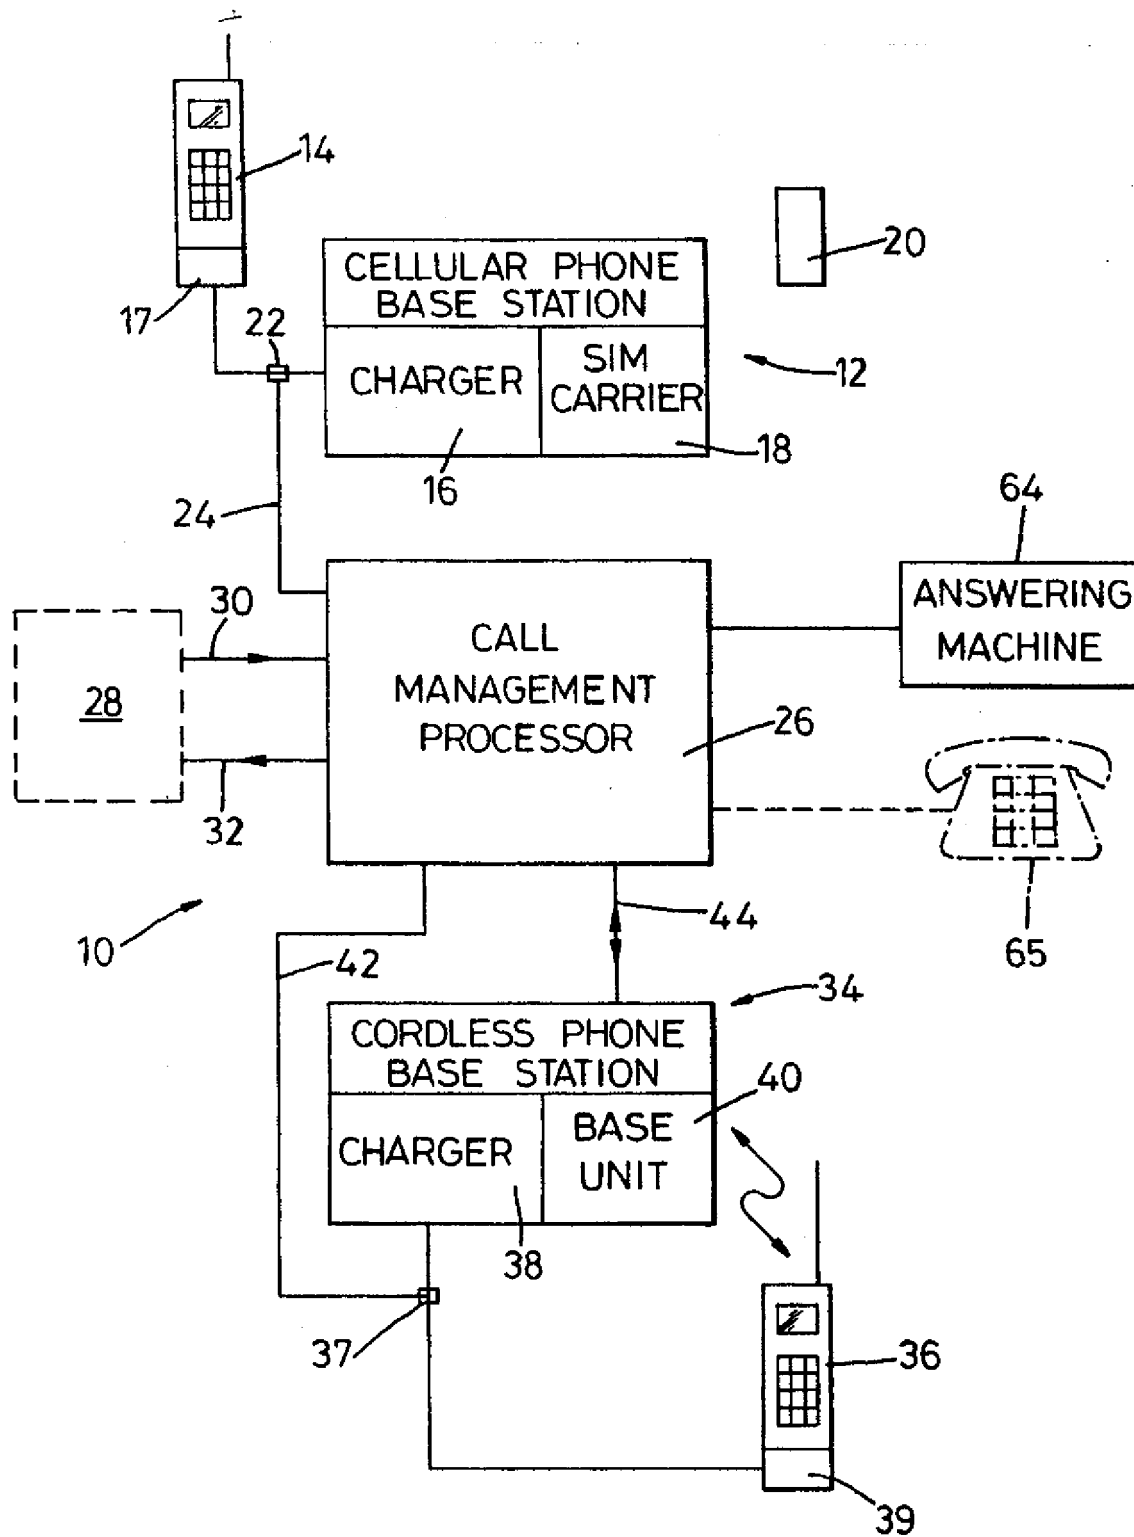 14
20
CELLULAR PHONE
BASE STATION
17
22
CHARGER
SIM
CARRIER
12
16
18
24
64
ANSWERING
MACHINE
30
CALL
MANAGEMENT
PROCESSOR
28
26
32
44
10
42
65
34
CORDLESS PHONE
BASE STATION
40
CHARGER
BASE
UNIT
38
37
36
39